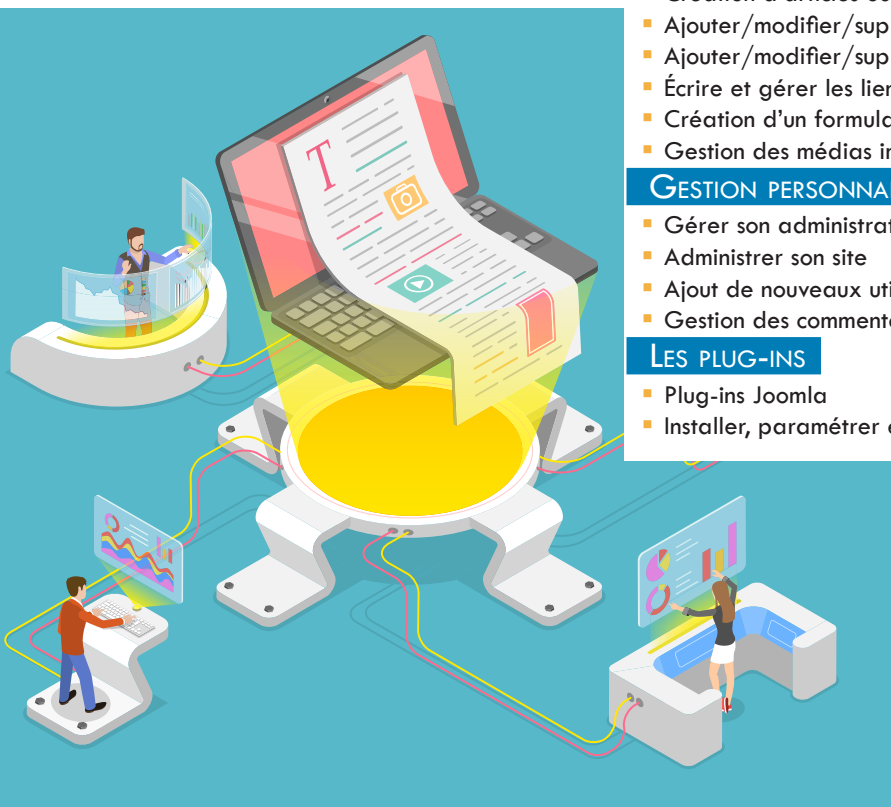 T
Ajouter/modifier/sup
Ajouter/modifier/sup
Écrire et gérer les lier
Création d'un formula
Gestion des médias i
GESTION PERSONNA
Gérer son administrat
Administrer son site
Ajout de nouveaux uti
Gestion des comment
LES PLUG-INS
Plug-ins Joomla
Installer, paramétrer